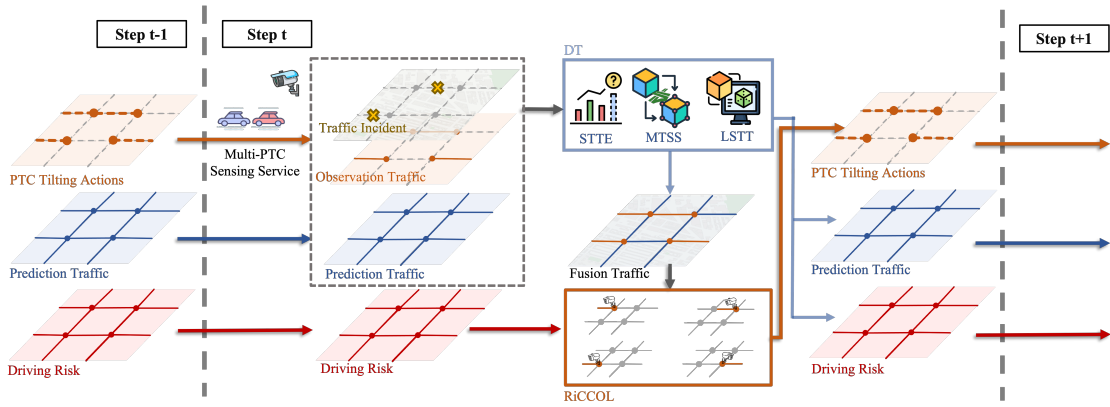 Step t-1
Step t
Step t+1
DT
Traffic Incident
STTE
MTSS
LSTT
Multi-PTC
Sensing Service
PTC Tilting Actions
Observation Traffic
PTC Tilting Actions
Prediction Traffic
Prediction Traffic
Fusion Traffic
Prediction Traffic
Driving Risk
Driving Risk
Driving Risk
RiCCOL